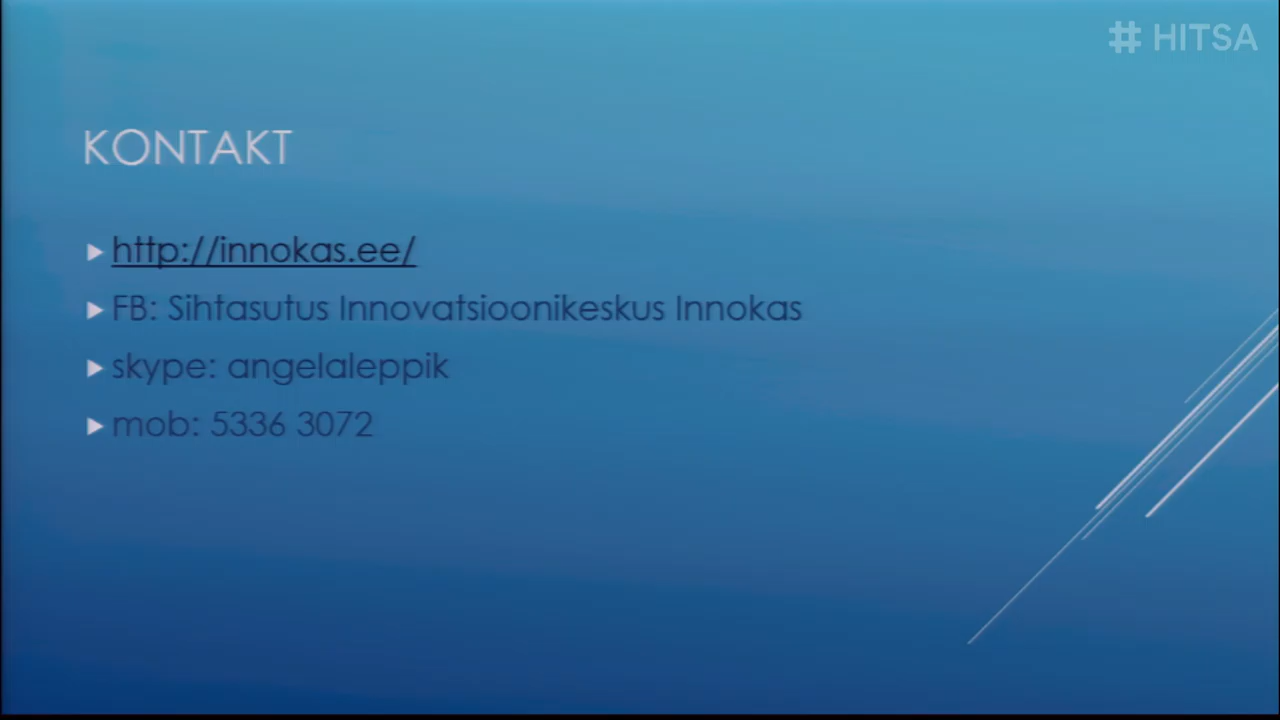 # HITSA
KONTAKT
http://innokas.ee/
FB: Sihtasutus Innovatsioonikeskus Innokas
skype: angelaleppik
mob: 5336 3072